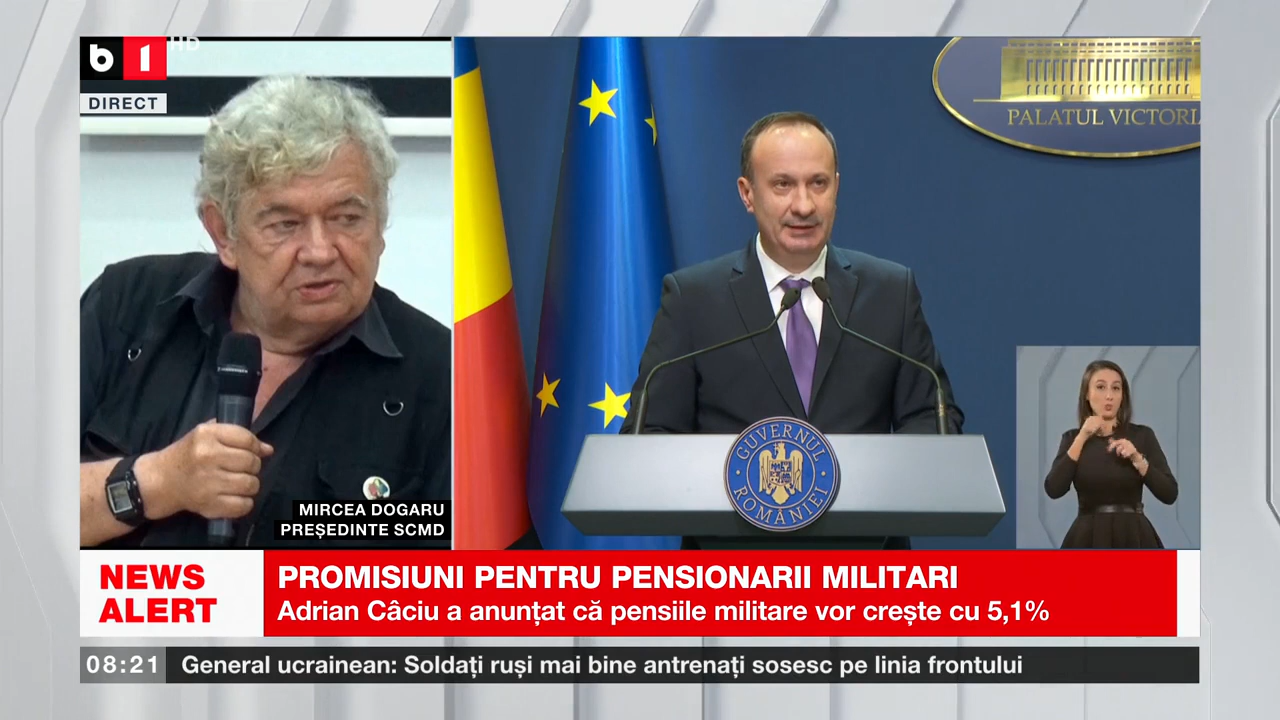 b1
HD
DIRECT
PALATUL VICTORIA
GUVERNUL
ROMÂNIEI
MIRCEA DOGARU
PREȘEDINTE SCMD
NEWS
ALERT
PROMISIUNI PENTRU PENSIONARII MILITARI
Adrian Câciu a anunțat că pensiile militare vor crește cu 5,1%
08:21
General ucrainean: Soldați ruși mai bine antrenați sosesc pe linia frontului